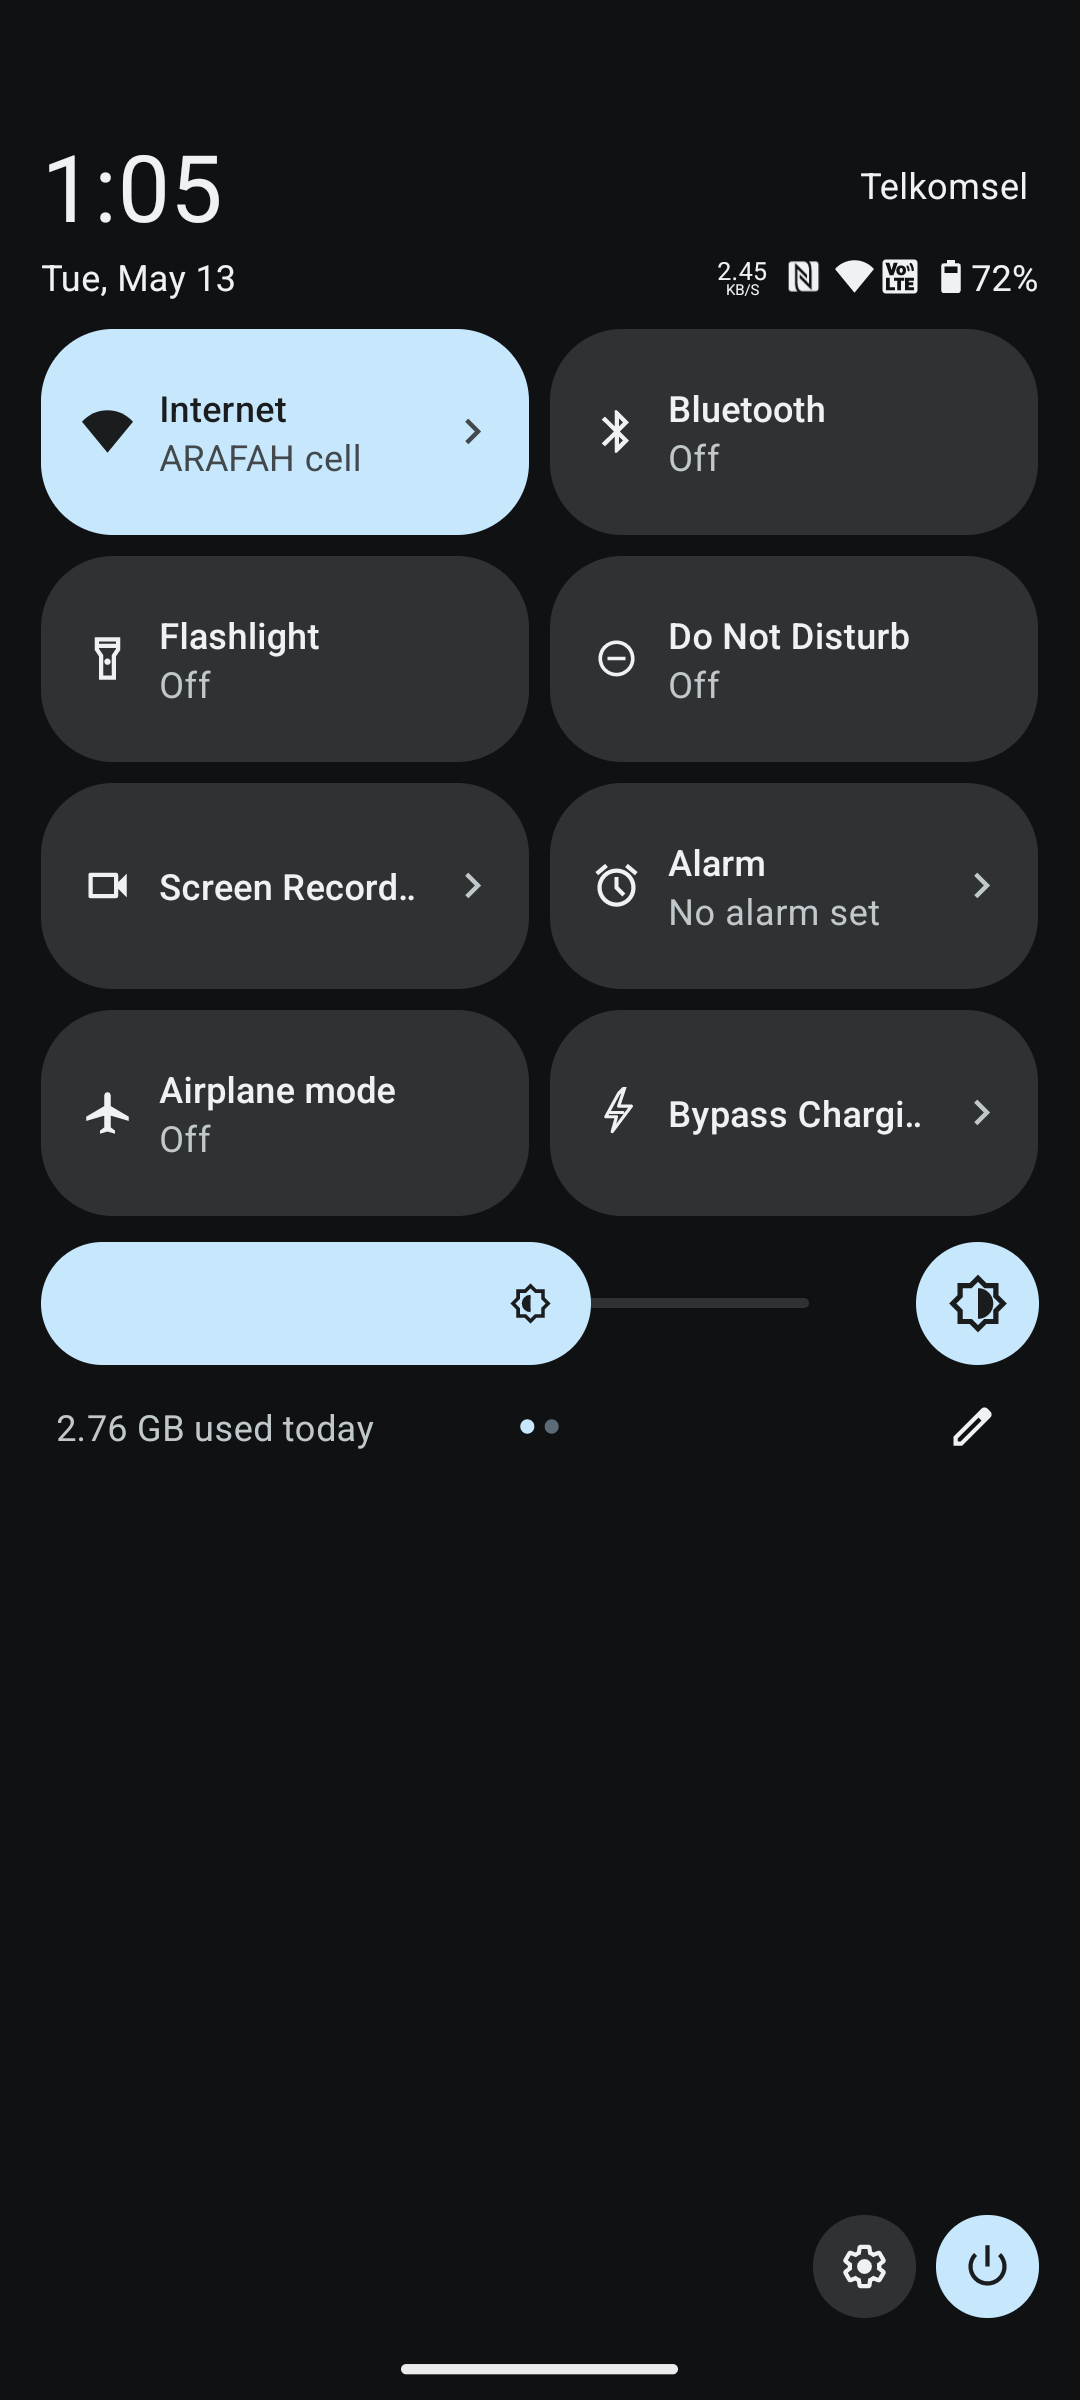 1:05
Telkomsel
Tue, May 13
2.45
KB/S
Vo
LTE
72%
Internet
ARAFAH cell
Bluetooth
Off
Flashlight
Off
Do Not Disturb
Off
Screen Record..
Alarm
No alarm set
Airplane mode
Off
Bypass Chargi..
2.76 GB used today